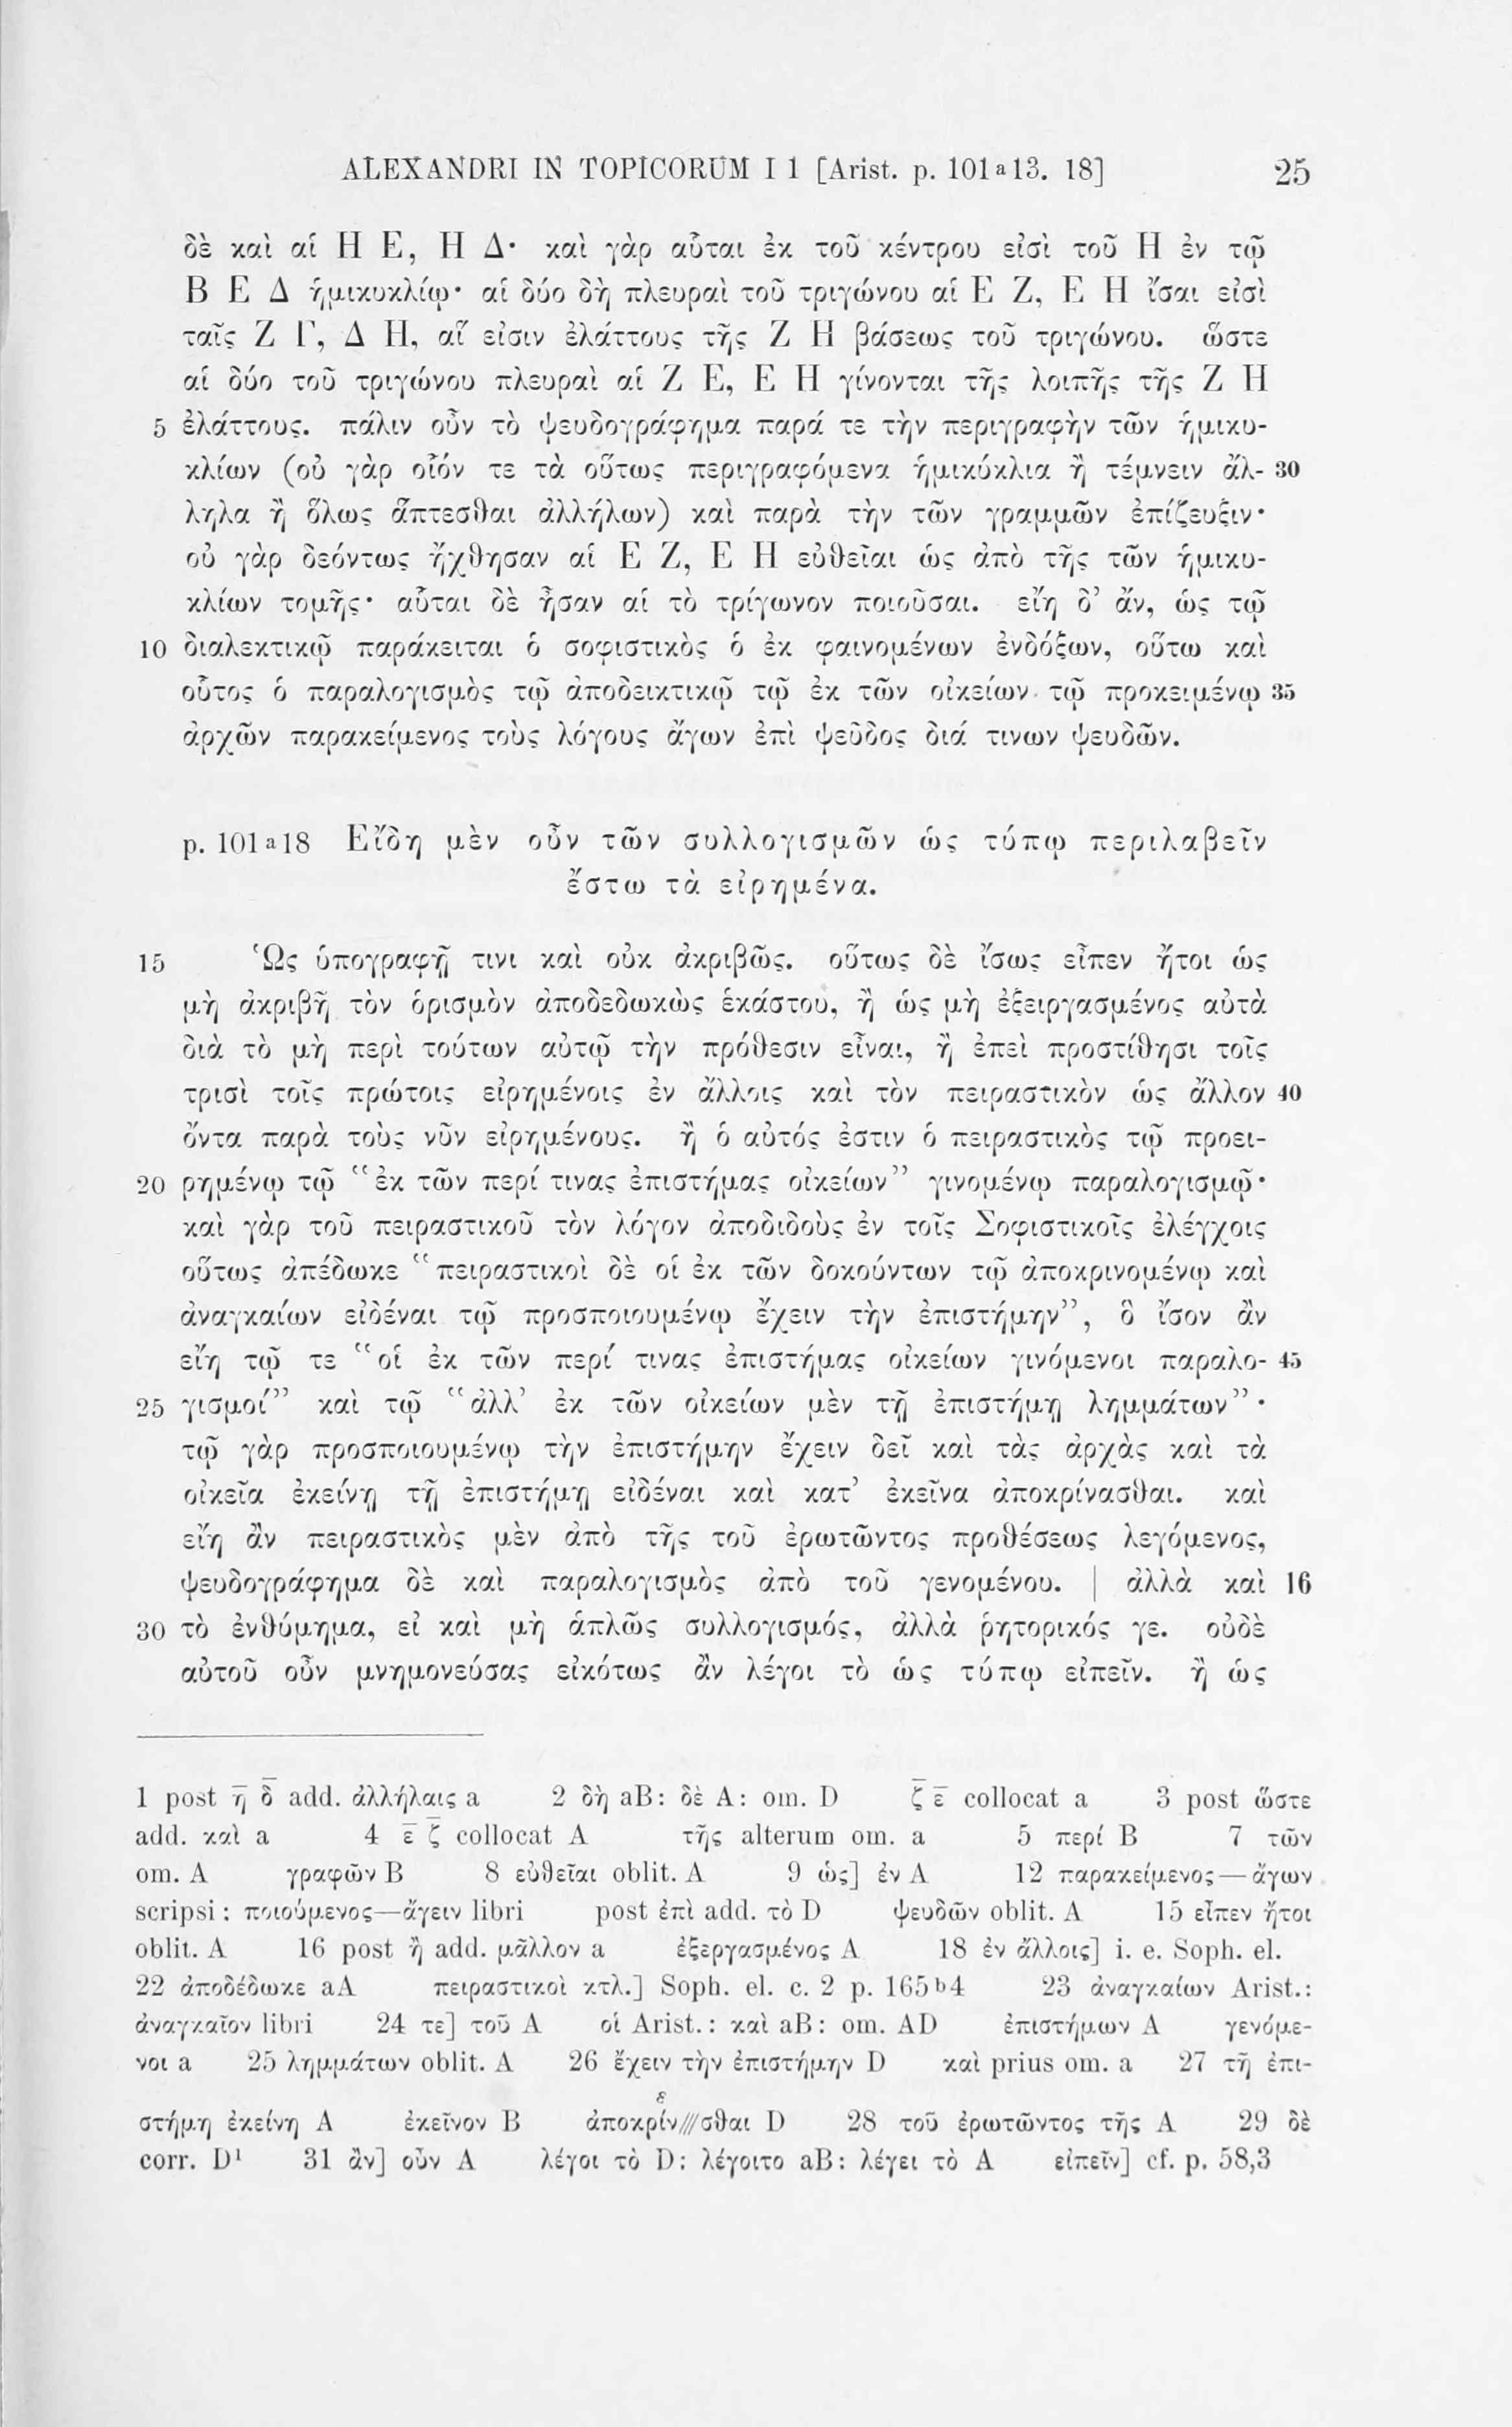 ALEXANDRI IN TOPICORUM I 1 [Arist. p. 101ᵃ13. 18] 25
δὲ καὶ αἱ Η Ε, Η Δ· καὶ γὰρ αὗται ἐκ τοῦ κέντρου εἰσὶ τοῦ Η ἐν τῷ
Β Ε Δ ἡμικυκλίῳ· αἱ δύο δὴ πλευραὶ τοῦ τριγώνου αἱ Ε Ζ, Ε Η ἴσαι εἰσὶ
ταῖς Ζ Γ, Δ Η, αἵ εἰσιν ἐλάττους τῆς Ζ Η βάσεως τοῦ τριγώνου. ὥστε
αἱ δύο τοῦ τριγώνου πλευραὶ αἱ Ζ Ε, Ε Η γίνονται τῆς λοιπῆς τῆς Ζ Η
5 ἐλάττους. πάλιν οὖν τὸ ψευδογράφημα παρά τε τὴν περιγραφὴν τῶν ἡμικυ-
κλίων (οὐ γὰρ οἷόν τε τὰ οὕτως περιγραφόμενα ἡμικύκλια ἢ τέμνειν ἄλ- 30
ληλα ἢ ὅλως ἅπτεσθαι ἀλλήλων) καὶ παρὰ τὴν τῶν γραμμῶν ἐπίζευξιν·
οὐ γὰρ δεόντως ἤχθησαν αἱ Ε Ζ, Ε Η εὐθεῖαι ὡς ἀπὸ τῆς τῶν ἡμικυ-
κλίων τομῆς· αὗται δὲ ἦσαν αἱ τὸ τρίγωνον ποιοῦσαι. εἴη δ’ ἄν, ὡς τῷ
10 διαλεκτικῷ παράκειται ὁ σοφιστικὸς ὁ ἐκ φαινομένων ἐνδόξων, οὕτω καὶ
οὗτος ὁ παραλογισμὸς τῷ ἀποδεικτικῷ τῷ ἐκ τῶν οἰκείων τῷ προκειμένῳ 35
ἀρχῶν παρακείμενος τοὺς λόγους ἄγων ἐπὶ ψεῦδος διά τινων ψευδῶν.
p. 101ᵃ18 Εἴδη μὲν οὖν τῶν συλλογισμῶν ὡς τύπῳ περιλαβεῖν
ἔστω τὰ εἰρημένα.
15 Ὡς ὑπογραφῇ τινι καὶ οὐκ ἀκριβῶς. οὕτως δὲ ἴσως εἶπεν ἤτοι ὡς
μὴ ἀκριβῆ τὸν ὁρισμὸν ἀποδεδωκὼς ἑκάστου, ἢ ὡς μὴ ἐξειργασμένος αὐτὰ
διὰ τὸ μὴ περὶ τούτων αὐτῷ τὴν πρόθεσιν εἶναι, ἢ ἐπεὶ προστίθησι τοῖς
τρισὶ τοῖς πρώτοις εἰρημένοις ἐν ἄλλοις καὶ τὸν πειραστικὸν ὡς ἄλλον 40
ὄντα παρὰ τοὺς νῦν εἰρημένους. ἢ ὁ αὐτός ἐστιν ὁ πειραστικὸς τῷ προει-
20 ρημένῳ τῷ “ἐκ τῶν περί τινας ἐπιστήμας οἰκείων” γινομένῳ παραλογισμῷ·
καὶ γὰρ τοῦ πειραστικοῦ τὸν λόγον ἀποδιδοὺς ἐν τοῖς Σοφιστικοῖς ἐλέγχοις
οὕτως ἀπέδωκε “πειραστικοὶ δὲ οἱ ἐκ τῶν δοκούντων τῷ ἀποκρινομένῳ καὶ
ἀναγκαίων εἰδέναι τῷ προσποιουμένῳ ἔχειν τὴν ἐπιστήμην”, ὃ ἴσον ἂν
εἴη τῷ τε “οἱ ἐκ τῶν περί τινας ἐπιστήμας οἰκείων γινόμενοι παραλο- 45
25 γισμοί” καὶ τῷ “ἀλλ’ ἐκ τῶν οἰκείων μὲν τῇ ἐπιστήμῃ λημμάτων”·
τῷ γὰρ προσποιουμένῳ τὴν ἐπιστήμην ἔχειν δεῖ καὶ τὰς ἀρχὰς καὶ τὰ
οἰκεῖα ἐκείνῃ τῇ ἐπιστήμῃ εἰδέναι καὶ κατ’ ἐκεῖνα ἀποκρίνασθαι. καὶ
εἴη ἂν πειραστικὸς μὲν ἀπὸ τῆς τοῦ ἐρωτῶντος προθέσεως λεγόμενος,
ψευδογράφημα δὲ καὶ παραλογισμὸς ἀπὸ τοῦ γενομένου. | ἀλλὰ καὶ 16
30 τὸ ἐνθύμημα, εἰ καὶ μὴ ἁπλῶς συλλογισμός, ἀλλὰ ῥητορικός γε. οὐδὲ
αὐτοῦ οὖν μνημονεύσας εἰκότως ἂν λέγοι τὸ ὡς τύπῳ εἰπεῖν. ἢ ὡς
1 post η̅ δ̅ add. ἀλλήλαις a 2 δὴ aB: δὲ A: om. D ζ̅ ε̅ collocat a 3 post ὥστε
add. καὶ a 4 ε̅ ζ̅ collocat A τῆς alterum om. a 5 περί B 7 τῶν
om. A γραφῶν B 8 εὐθεῖαι oblit. A 9 ὡς] ἐν A 12 παρακείμενος—ἄγων
scripsi: ποιούμενος—ἄγειν libri post ἐπὶ add. τὸ D ψευδῶν oblit. A 15 εἶπεν ἤτοι
oblit. A 16 post ἢ add. μᾶλλον a ἐξεργασμένος A 18 ἐν ἄλλοις] i. e. Soph. el.
22 ἀποδέδωκε aA πειραστικοὶ κτλ.] Soph. el. c. 2 p. 165ᵇ4 23 ἀναγκαίων Arist.:
ἀναγκαῖον libri 24 τε] τοῦ A οἱ Arist.: καὶ aB: om. AD ἐπιστήμων A γενόμε-
νοι a 25 λημμάτων oblit. A 26 ἔχειν τὴν ἐπιστήμην D καὶ prius om. a 27 τῇ ἐπι-
ε
στήμῃ ἐκείνῃ A ἐκεῖνον B ἀποκρίν///σθαι D 28 τοῦ ἐρωτῶντος τῆς A 29 δὲ
corr. D¹ 31 ἂν] οὖν A λέγοι τὸ D: λέγοιτο aB: λέγει τὸ A εἰπεῖν] cf. p. 58,3